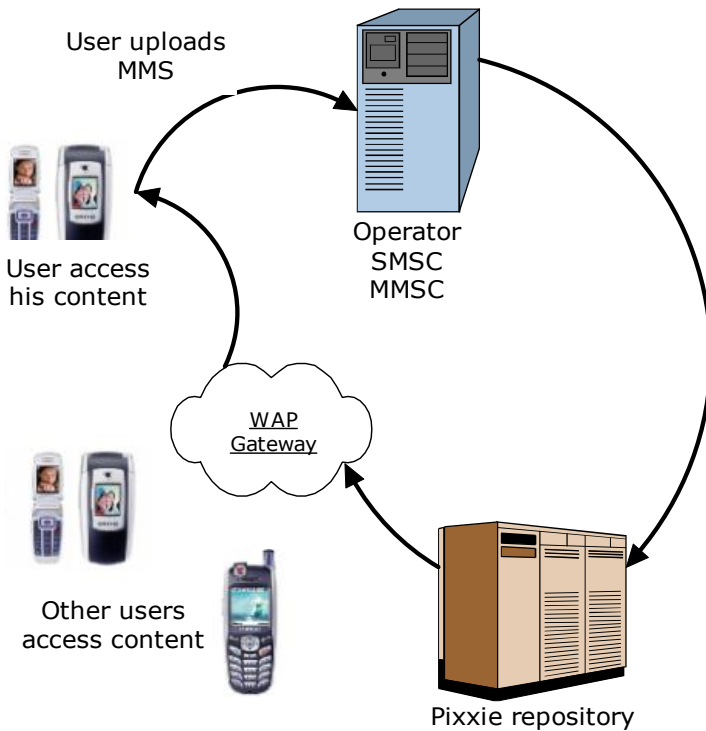 User uploads
MMS
Operator
SMSC
MMSC
User access
his content
WAP
Gateway
Other users
access content
Pixxie repository